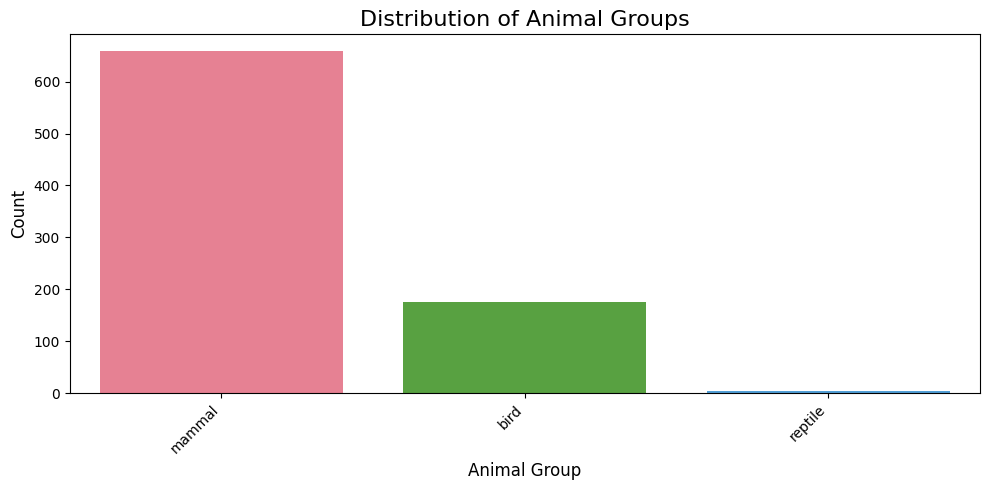 Distribution of Animal Groups
Count
600
500
400
300
200
100
0
mammal
bird
reptile
Animal Group